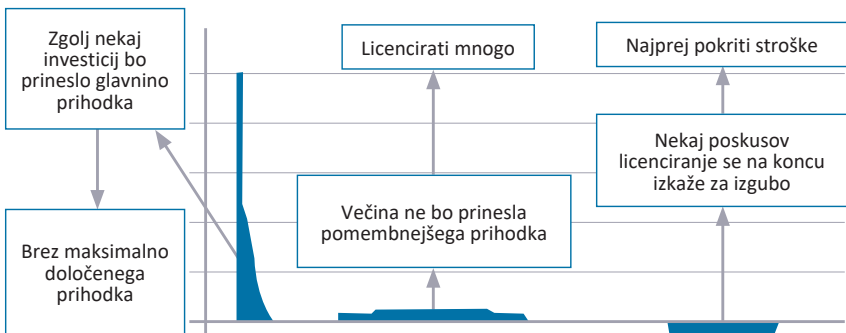 Zgolj nekaj
investicij bo
prineslo glavnino
prihodka
Brez maksimalno
določenega
prihodka
Licencirati mnogo
Večina ne bo prinesla
pomembnejšega prihodka
Najprej pokriti stroške
Nekaj poskusov
licenciranje se na koncu
izkaže za izgubo